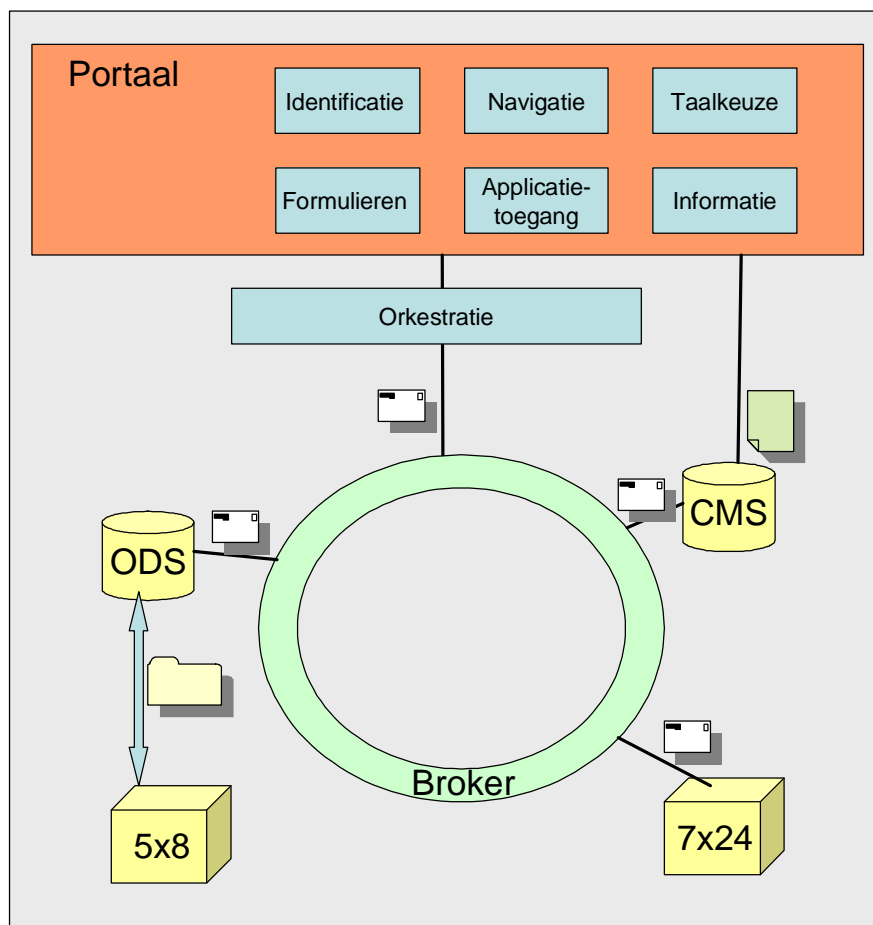 Portaal
Identificatie
Navigatie
Taalkeuze
Formulieren
Applicatie-
toegang
Informatie
Orkestratie
CMS
ODS
Broker
5x8
7x24